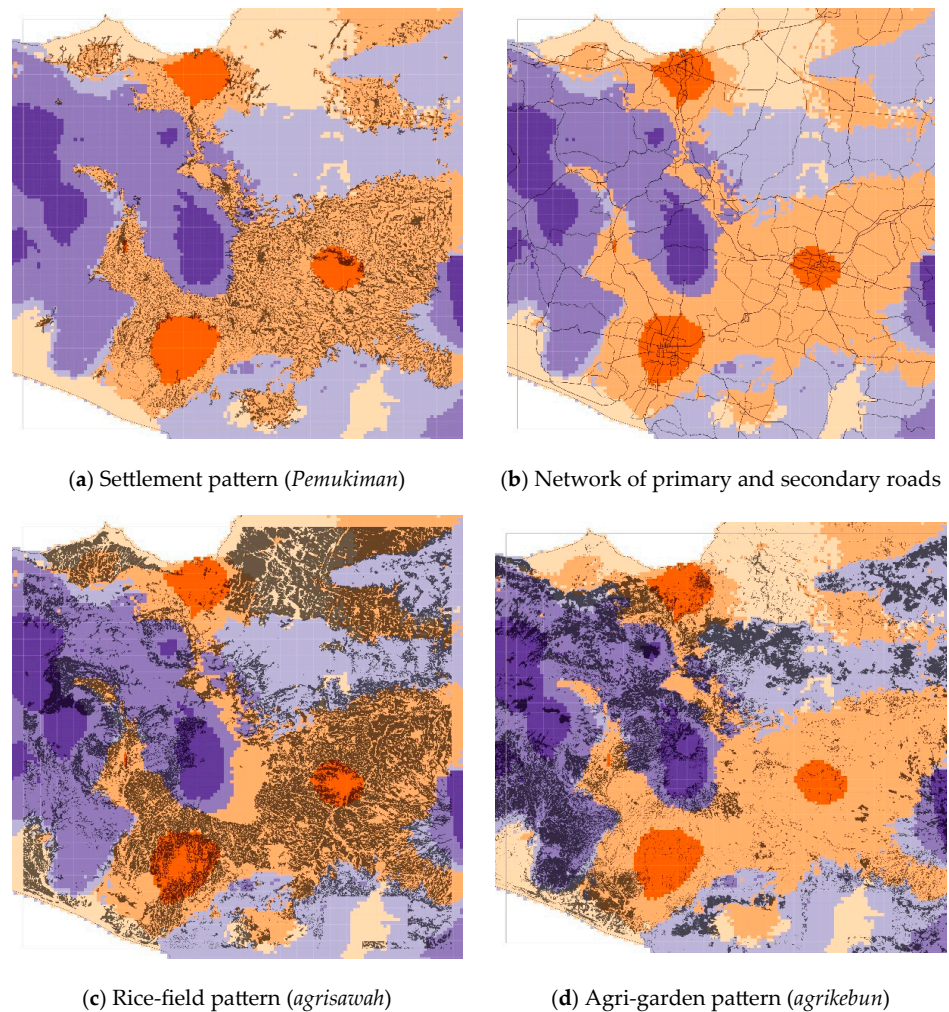 (a) Settlement pattern (Pemukiman)
(b) Network of primary and secondary roads
(c) Rice-field pattern (agrisawah)
(d) Agri-garden pattern (agrikebun)